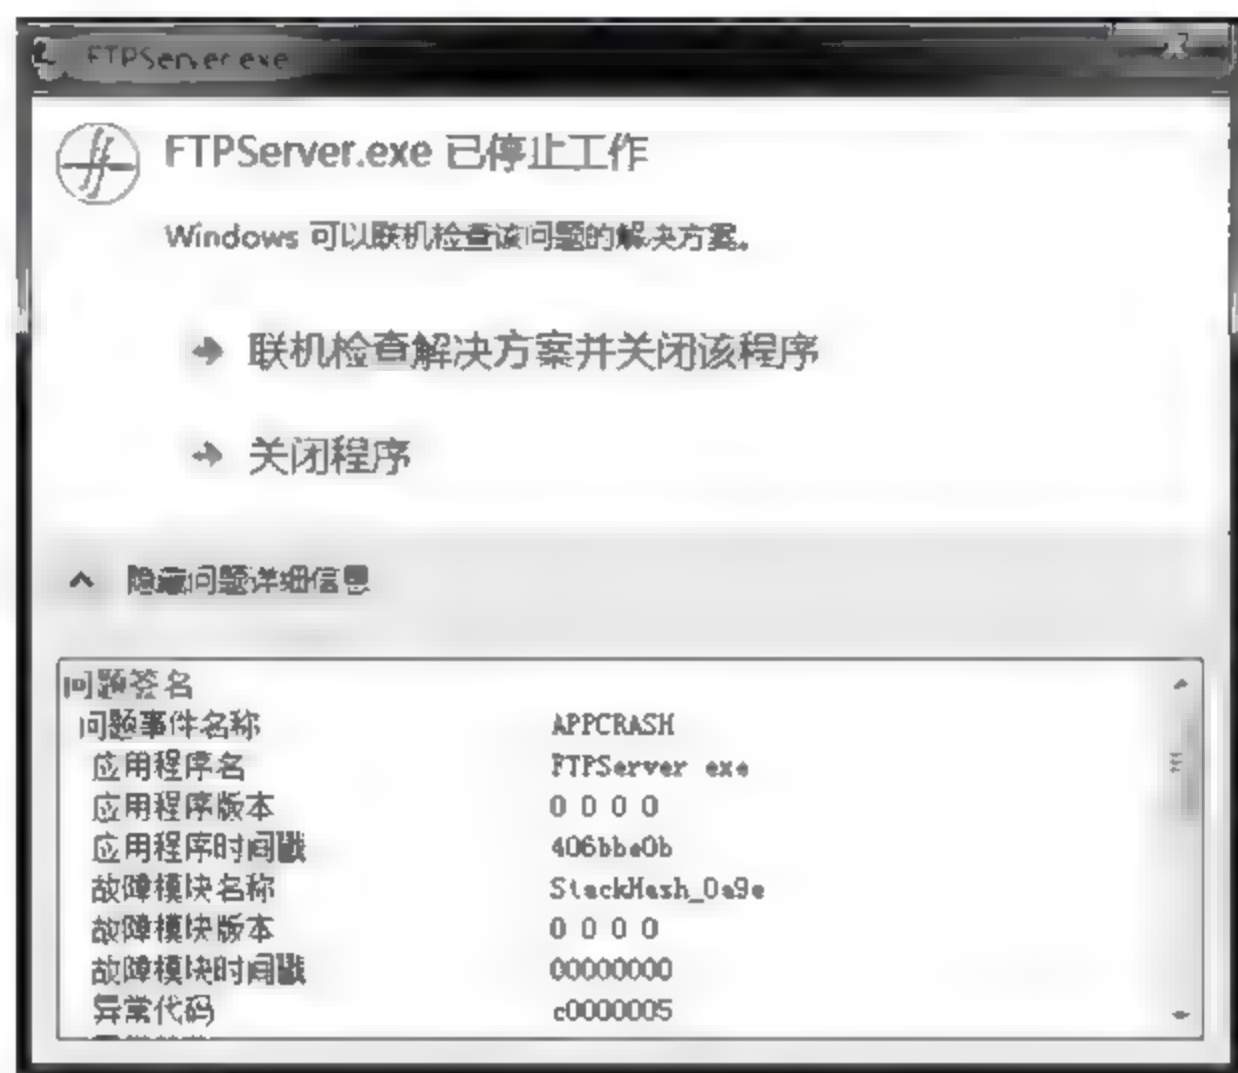 FTPServer.exe
FTPServer.exe 已停止工作
Windows 可以联机检查该问题的解决方案。
联机检查解决方案并关闭该程序
关闭程序
隐藏问题详细信息
问题签名
问题事件名称 APPCRASH
应用程序名 FTPServer exe
应用程序版本 0 0 0 0
应用程序时间戳 406bbe0b
故障模块名称 StackHash_0a9e
故障模块版本 0 0 0 0
故障模块时间戳 00000000
异常代码 c0000005